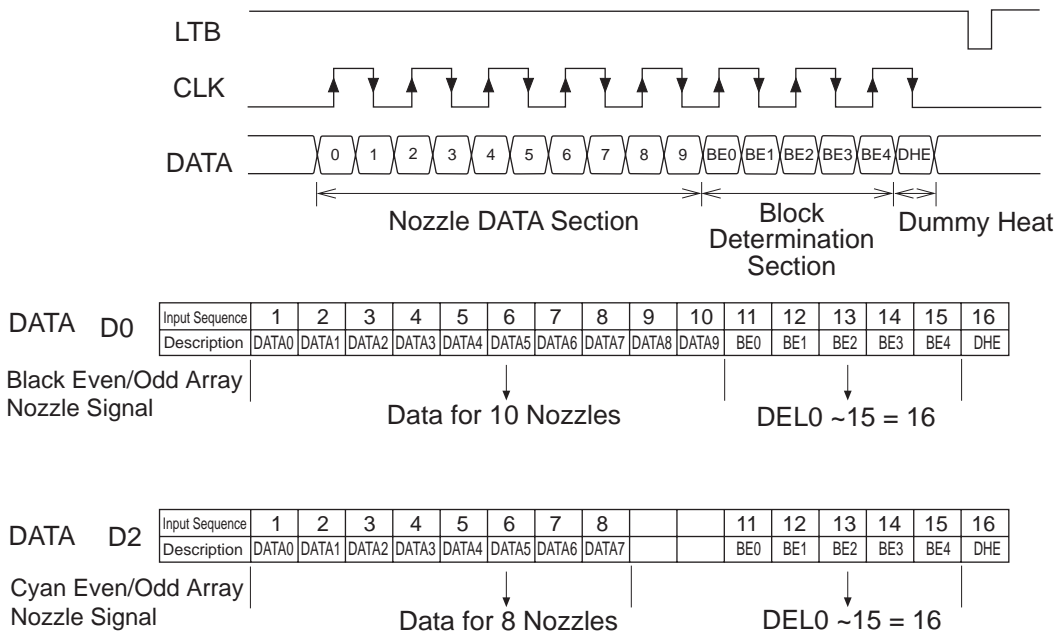 LTB
CLK
DATA
0 1 2 3 4 5 6 7 8 9 BE0 BE1 BE2 BE3 BE4 DHE
Nozzle DATA Section
Block
Determination
Section
Dummy Heat
DATA D0
Input Sequence 1 2 3 4 5 6 7 8 9 10 11 12 13 14 15 16
Description DATA0 DATA1 DATA2 DATA3 DATA4 DATA5 DATA6 DATA7 DATA8 DATA9 BE0 BE1 BE2 BE3 BE4 DHE
Black Even/Odd Array
Nozzle Signal
Data for 10 Nozzles
DEL0 ~15 = 16
DATA D2
Input Sequence 1 2 3 4 5 6 7 8 11 12 13 14 15 16
Description DATA0 DATA1 DATA2 DATA3 DATA4 DATA5 DATA6 DATA7 BE0 BE1 BE2 BE3 BE4 DHE
Cyan Even/Odd Array
Nozzle Signal
Data for 8 Nozzles
DEL0 ~15 = 16